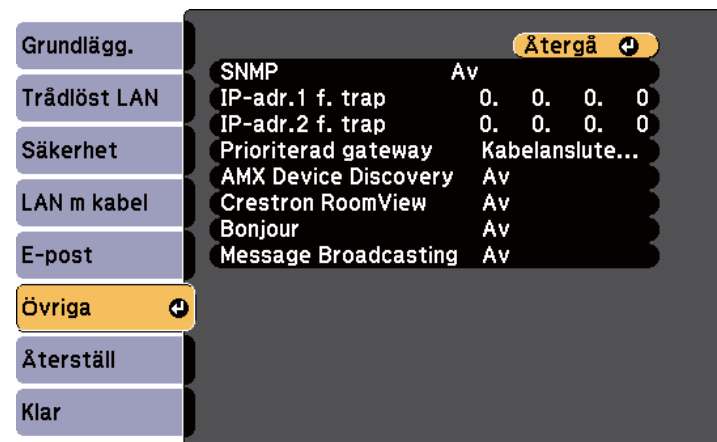 Grundlägg.
Trådlöst LAN
Säkerhet
LAN m kabel
E-post
Övriga
Återställ
Klar
Återgå
SNMP Av
IP-adr.1 f. trap 0. 0. 0. 0
IP-adr.2 f. trap 0. 0. 0. 0
Prioriterad gateway Kabelanslute...
AMX Device Discovery Av
Crestron RoomView Av
Bonjour Av
Message Broadcasting Av